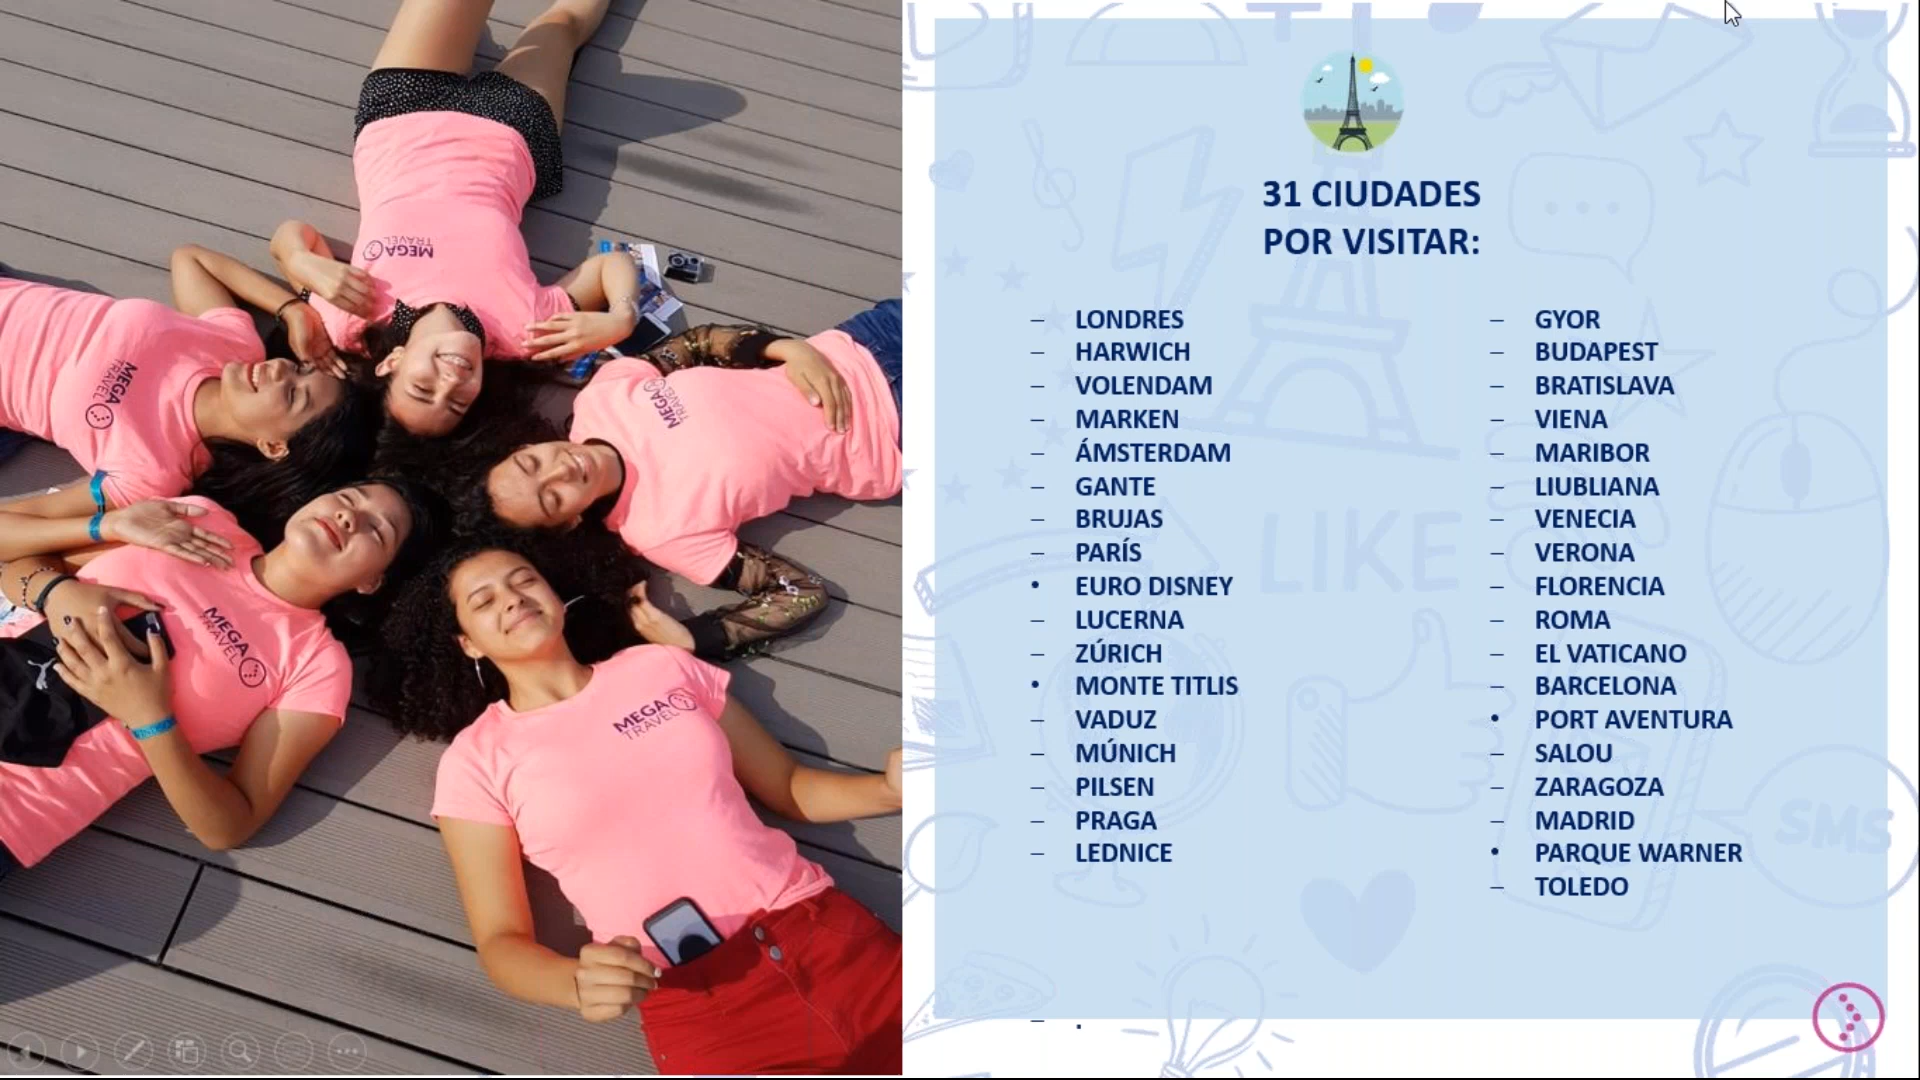 MEGA
TRAVEL
MEGA
TRAVEL
MEGA
TRAVEL
MEGA
TRAVEL
MEGA
TRAVEL
31 CIUDADES
POR VISITAR:
– LONDRES
– HARWICH
– VOLENDAM
– MARKEN
– ÁMSTERDAM
– GANTE
– BRUJAS
– PARÍS
• EURO DISNEY
– LUCERNA
– ZÚRICH
• MONTE TITLIS
– VADUZ
– MÚNICH
– PILSEN
– PRAGA
– LEDNICE
– .
– GYOR
– BUDAPEST
– BRATISLAVA
– VIENA
– MARIBOR
– LIUBLIANA
– VENECIA
– VERONA
– FLORENCIA
– ROMA
– EL VATICANO
– BARCELONA
• PORT AVENTURA
– SALOU
– ZARAGOZA
– MADRID
• PARQUE WARNER
– TOLEDO
LIKE
SMS